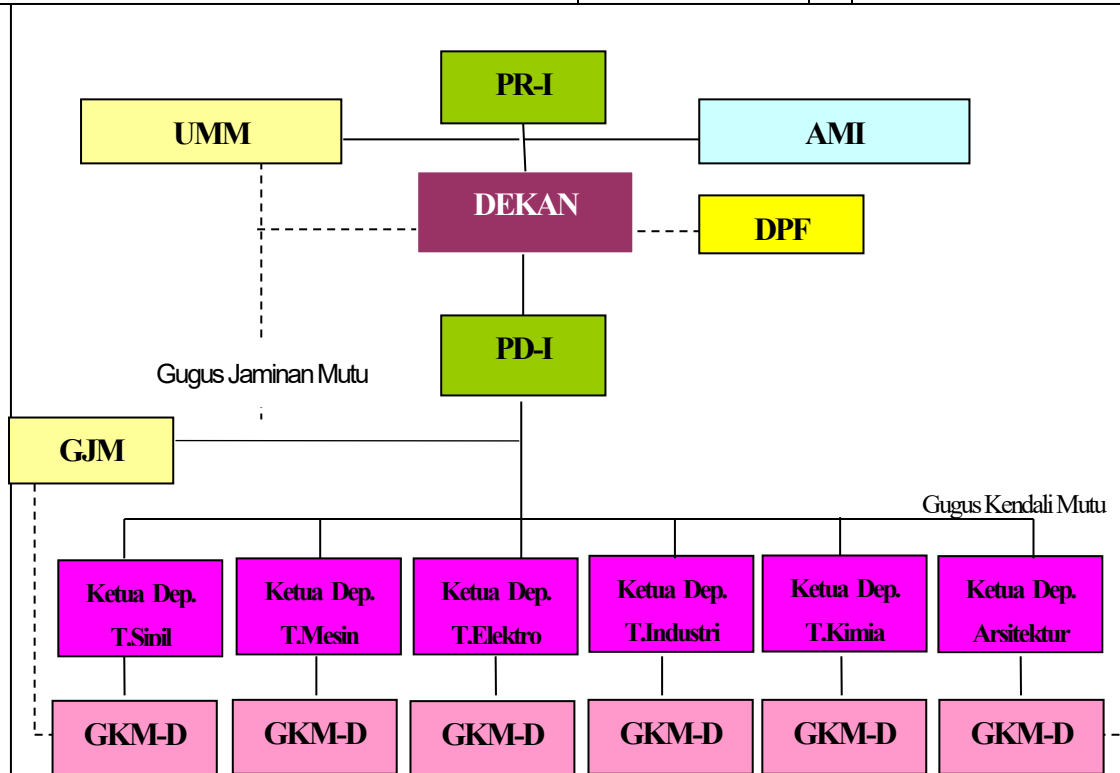 PR-I
UMM
AMI
DEKAN
DPF
PD-I
Gugus Jaminan Mutu
GJM
Gugus Kendali Mutu
Ketua Dep.
T.Sipil
Ketua Dep.
T.Mesin
Ketua Dep.
T.Elektro
Ketua Dep.
T.Industri
Ketua Dep.
T.Kimia
Ketua Dep.
Arsitektur
GKM-D
GKM-D
GKM-D
GKM-D
GKM-D
GKM-D